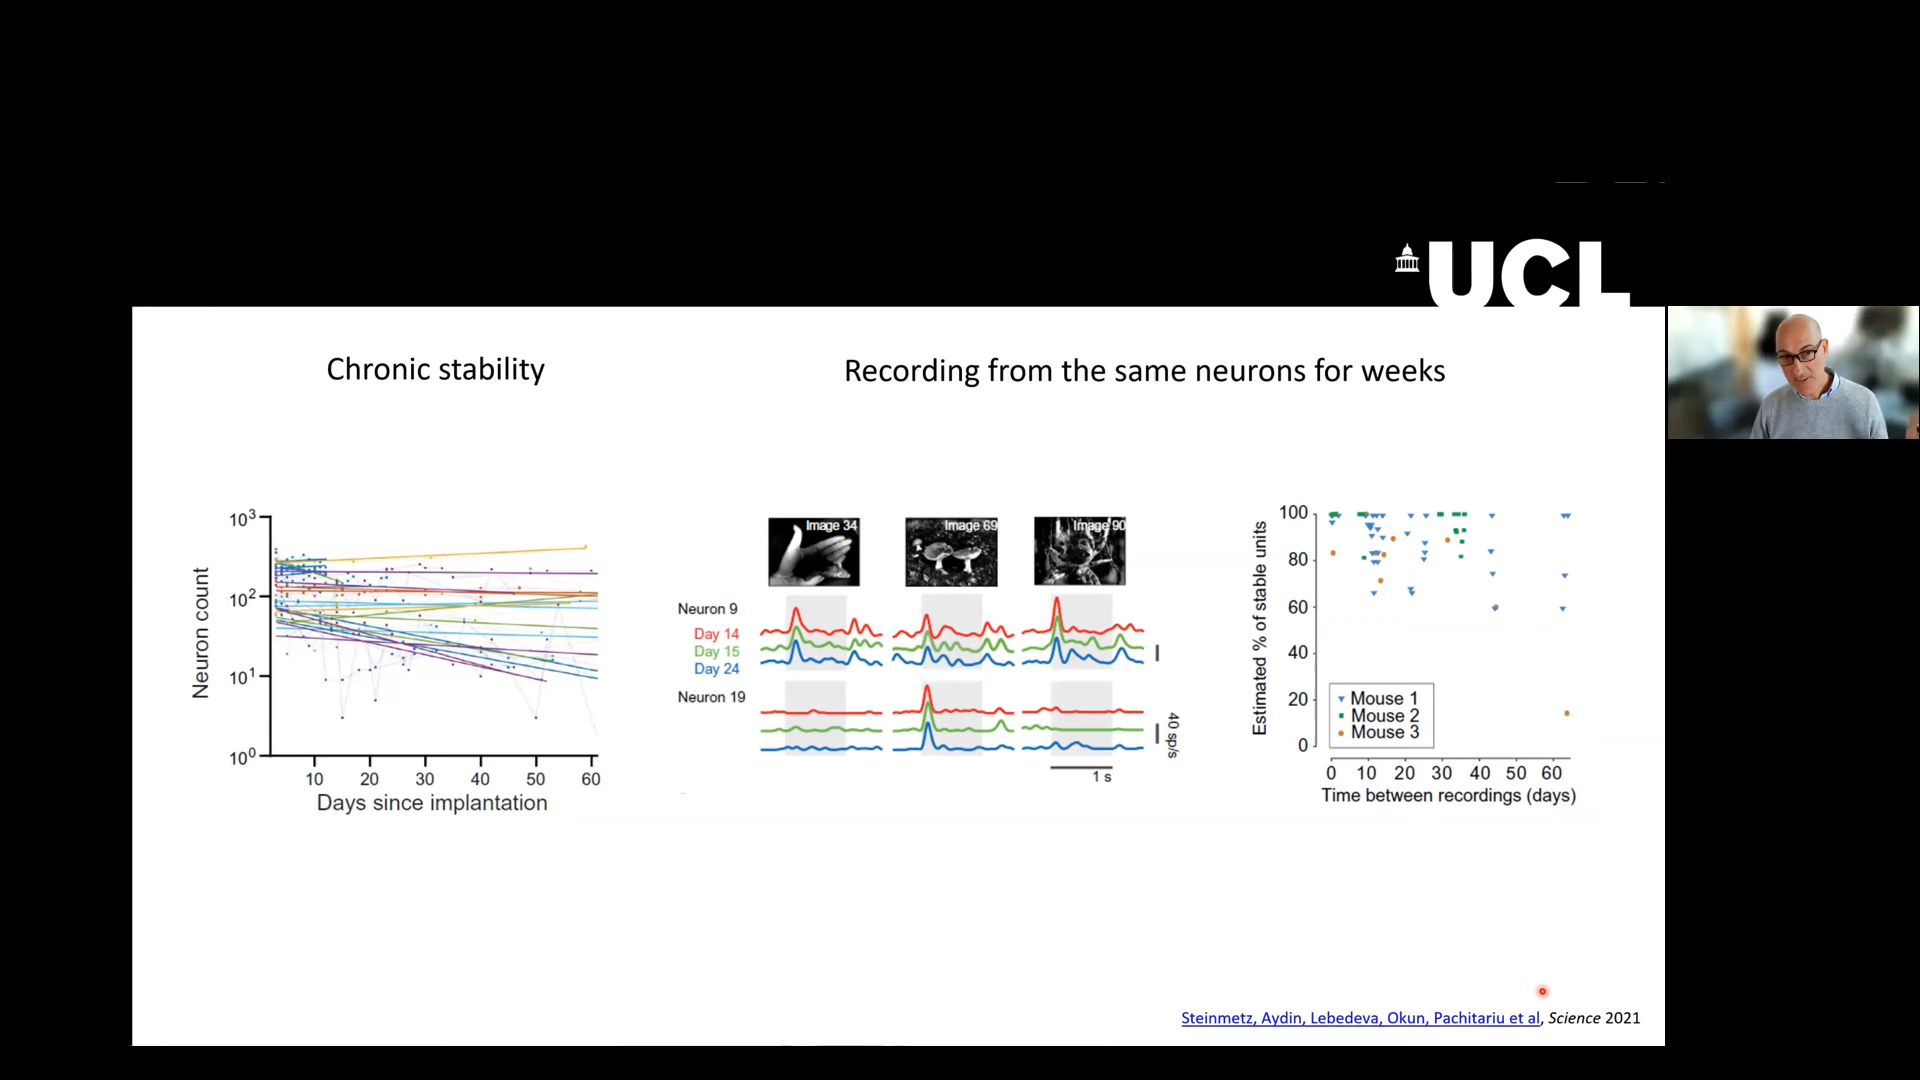 UCL
Chronic stability
Recording from the same neurons for weeks
Neuron count
10³
10²
10¹
10⁰
10 20 30 40 50 60
Days since implantation
Image 34
Image 69
Image 90
Neuron 9
Day 14
Day 15
Day 24
Neuron 19
40 sp/s
1 s
Estimated % of stable units
100
80
60
40
20
0
Mouse 1
Mouse 2
Mouse 3
0 10 20 30 40 50 60
Time between recordings (days)
Steinmetz, Aydin, Lebedeva, Okun, Pachitariu et al, Science 2021